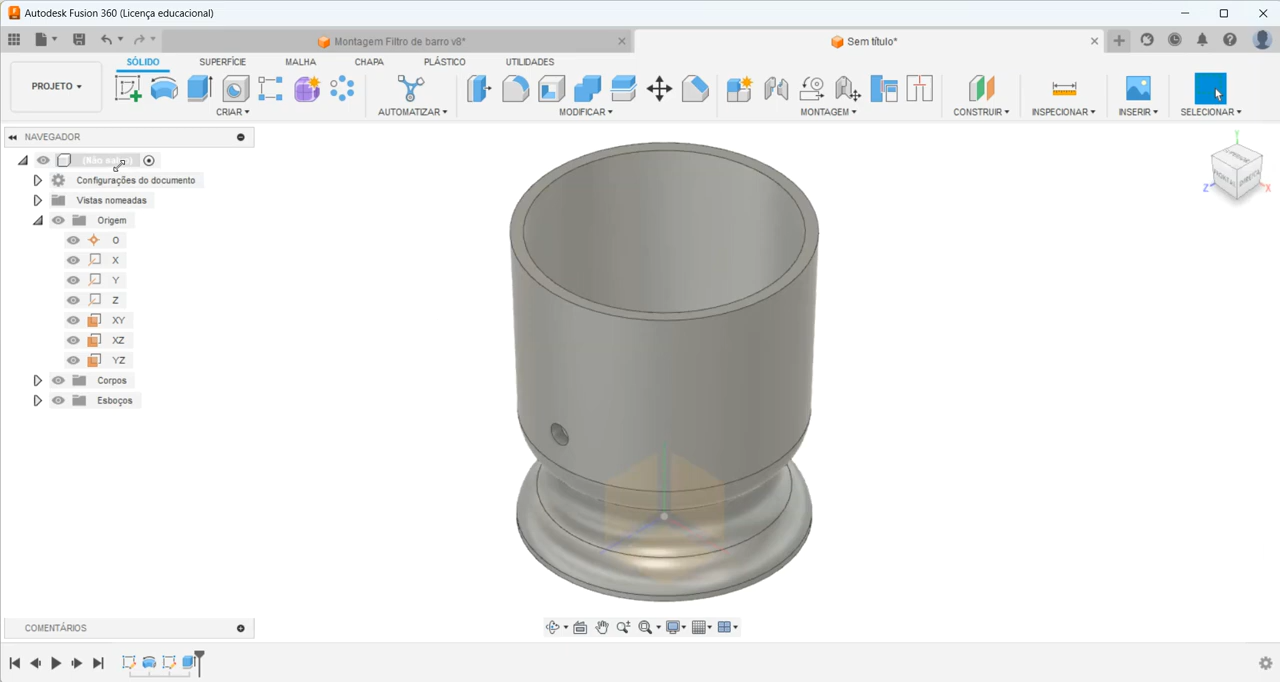 Autodesk Fusion 360 (Licença educacional)
Montagem Filtro de barro v8*
Sem título*
SÓLIDO
SUPERFÍCIE
MALHA
CHAPA
PLÁSTICO
UTILIDADES
PROJETO
CRIAR
AUTOMATIZAR
MODIFICAR
MONTAGEM
CONSTRUIR
INSPECIONAR
INSERIR
SELECIONAR
NAVEGADOR
Configurações do documento
Vistas nomeadas
Origem
O
X
Y
Z
XY
XZ
YZ
Corpos
Esboços
Y
FRONTAL
DIREITA
Z
X
COMENTÁRIOS